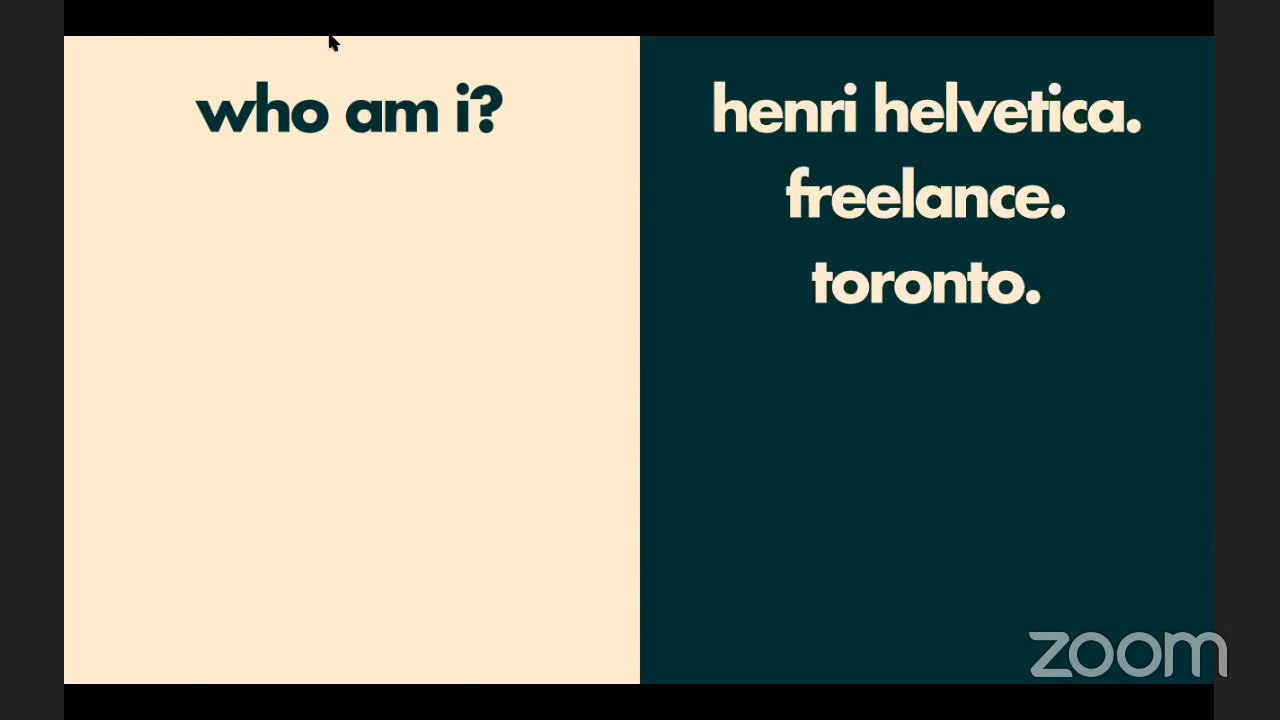 who am i?
henri helvetica.
freelance.
toronto.
zoom